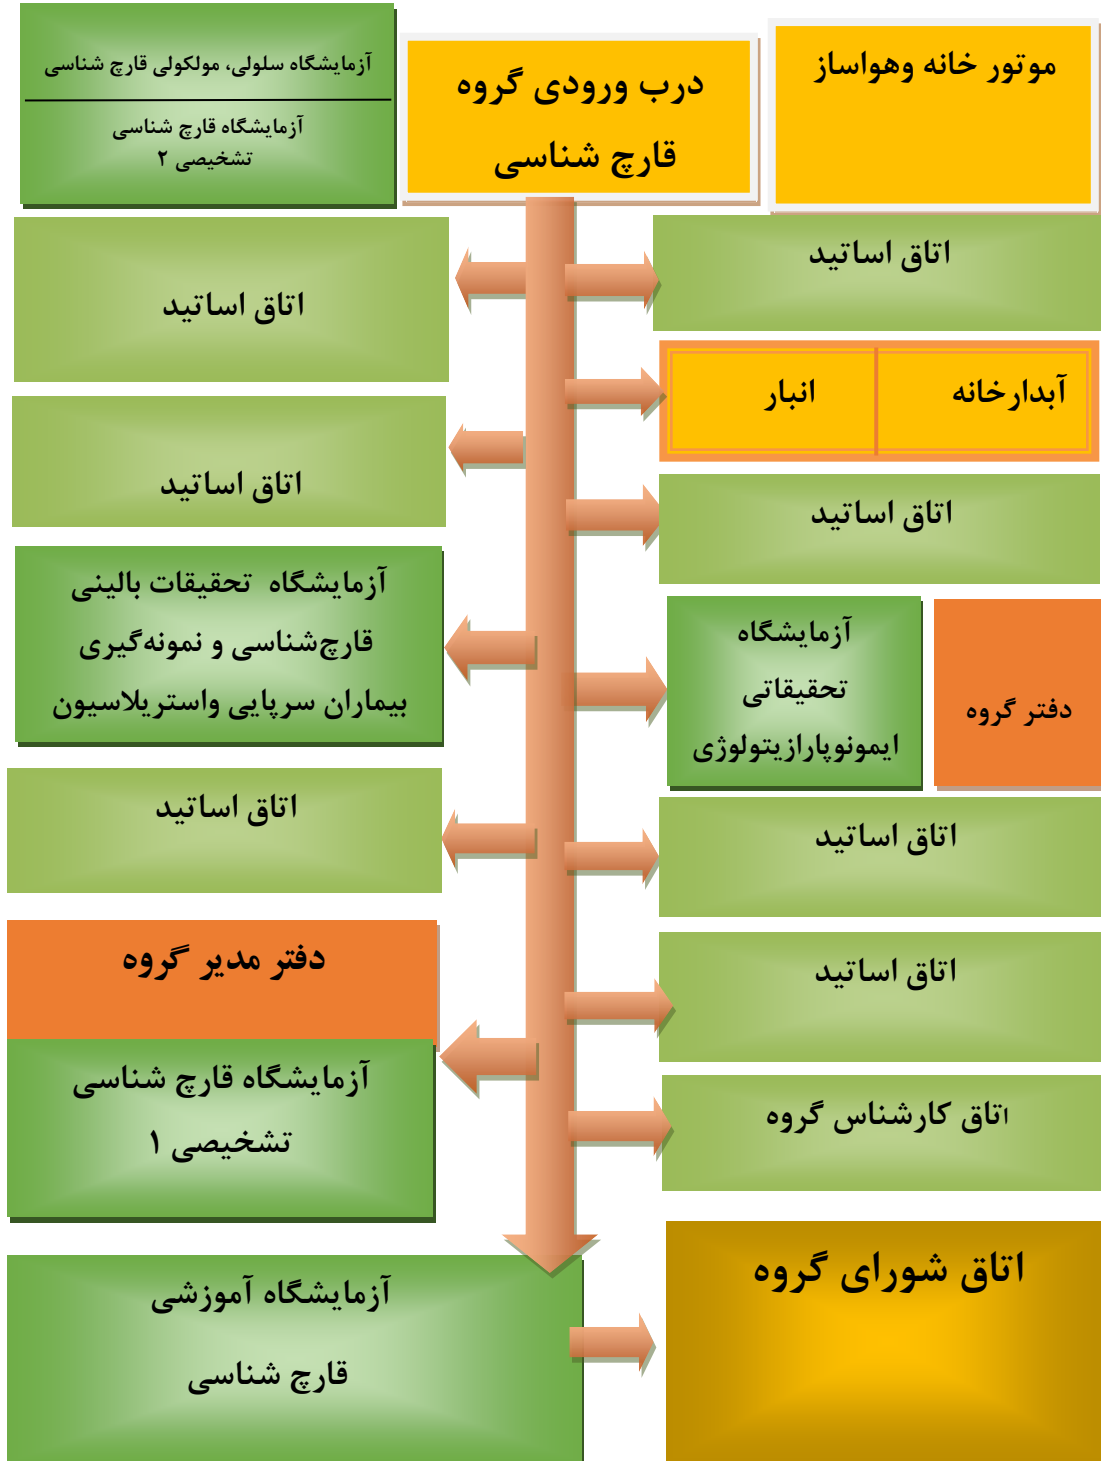 موتور خانه وهواساز
درب ورودی گروه
قارچ شناسی
آزمایشگاه سلولی، مولکولی قارچ شناسی
آزمایشگاه قارچ شناسی
تشخیصی ۲
اتاق اساتید
اتاق اساتید
آبدارخانه
انبار
اتاق اساتید
اتاق اساتید
دفتر گروه
آزمایشگاه
تحقیقاتی
ایمونوپارازیتولوژی
آزمایشگاه تحقیقات بالینی
قارچ‌شناسی و نمونه‌گیری
بیماران سرپایی واستریلاسیون
اتاق اساتید
اتاق اساتید
اتاق اساتید
دفتر مدیر گروه
اتاق کارشناس گروه
آزمایشگاه قارچ شناسی
تشخیصی ۱
اتاق شورای گروه
آزمایشگاه آموزشی
قارچ شناسی